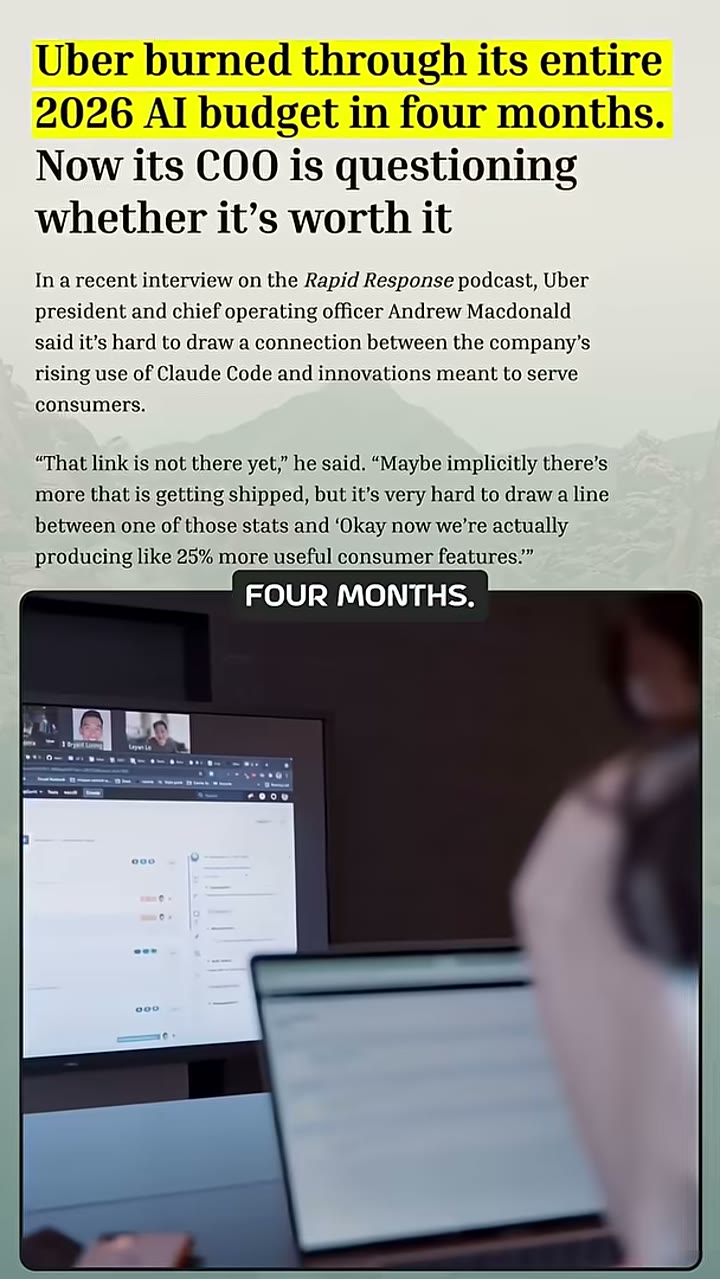 Uber burned through its entire
2026 AI budget in four months.
Now its COO is questioning
whether it's worth it
In a recent interview on the Rapid Response podcast, Uber
president and chief operating officer Andrew Macdonald
said it's hard to draw a connection between the company's
rising use of Claude Code and innovations meant to serve
consumers.
“That link is not there yet,” he said. “Maybe implicitly there's
more that is getting shipped, but it's very hard to draw a line
between one of those stats and ‘Okay now we're actually
producing like 25% more useful consumer features.’”
FOUR MONTHS.